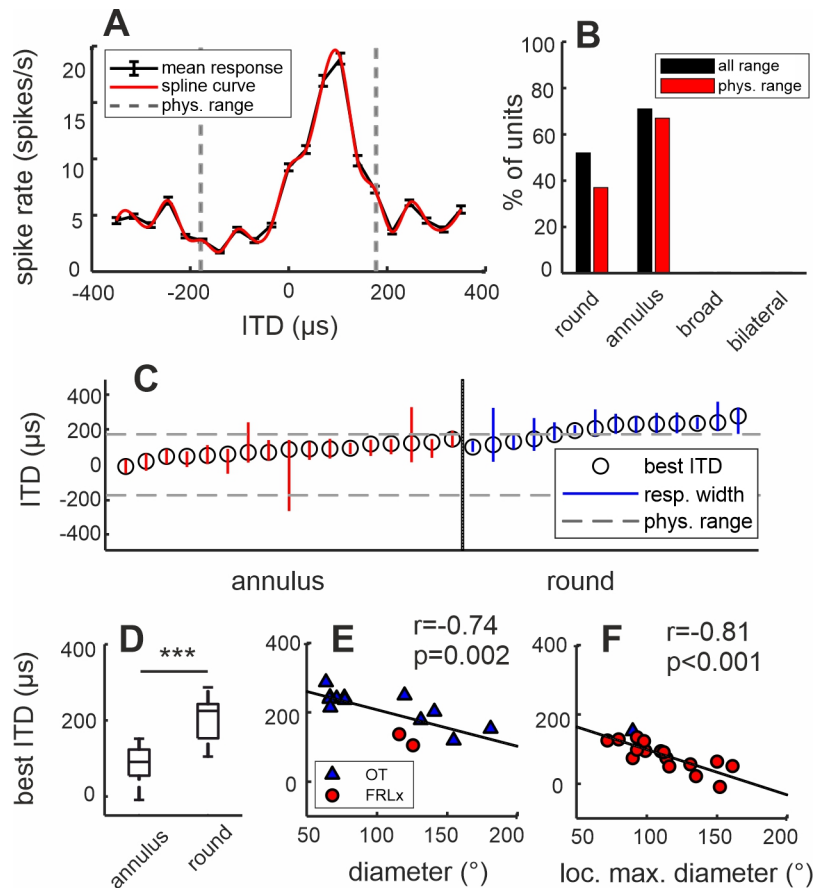 A
spike rate (spikes/s)
20
15
10
5
0
mean response
spline curve
phys. range
-400
-200
0
200
400
ITD (μs)
B
% of units
100
80
60
40
20
0
all range
phys. range
round
annulus
broad
bilateral
C
ITD (μs)
400
200
0
-200
-400
best ITD
resp. width
phys. range
annulus
round
D
best ITD (μs)
400
200
0
***
annulus
round
E
r=-0.74
p=0.002
400
200
0
OT
FRLx
50
100
150
200
diameter (°)
F
r=-0.81
p<0.001
400
200
0
50
100
150
200
loc. max. diameter (°)